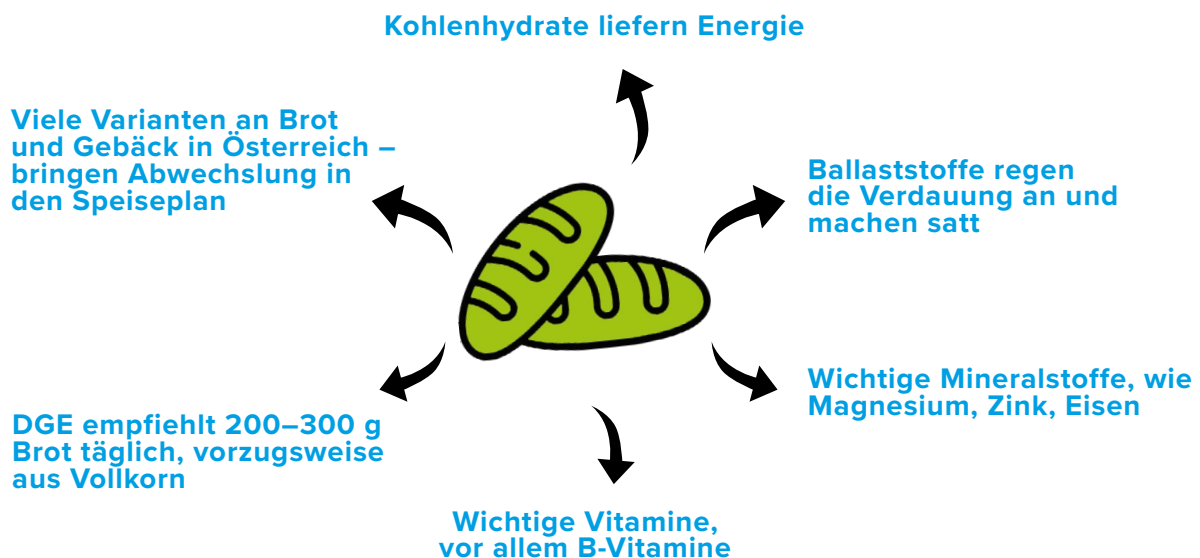 Kohlenhydrate liefern Energie
Viele Varianten an Brot
und Gebäck in Österreich –
bringen Abwechslung in
den Speiseplan
Ballaststoffe regen
die Verdauung an und
machen satt
Wichtige Mineralstoffe, wie
Magnesium, Zink, Eisen
DGE empfiehlt 200–300 g
Brot täglich, vorzugsweise
aus Vollkorn
Wichtige Vitamine,
vor allem B-Vitamine